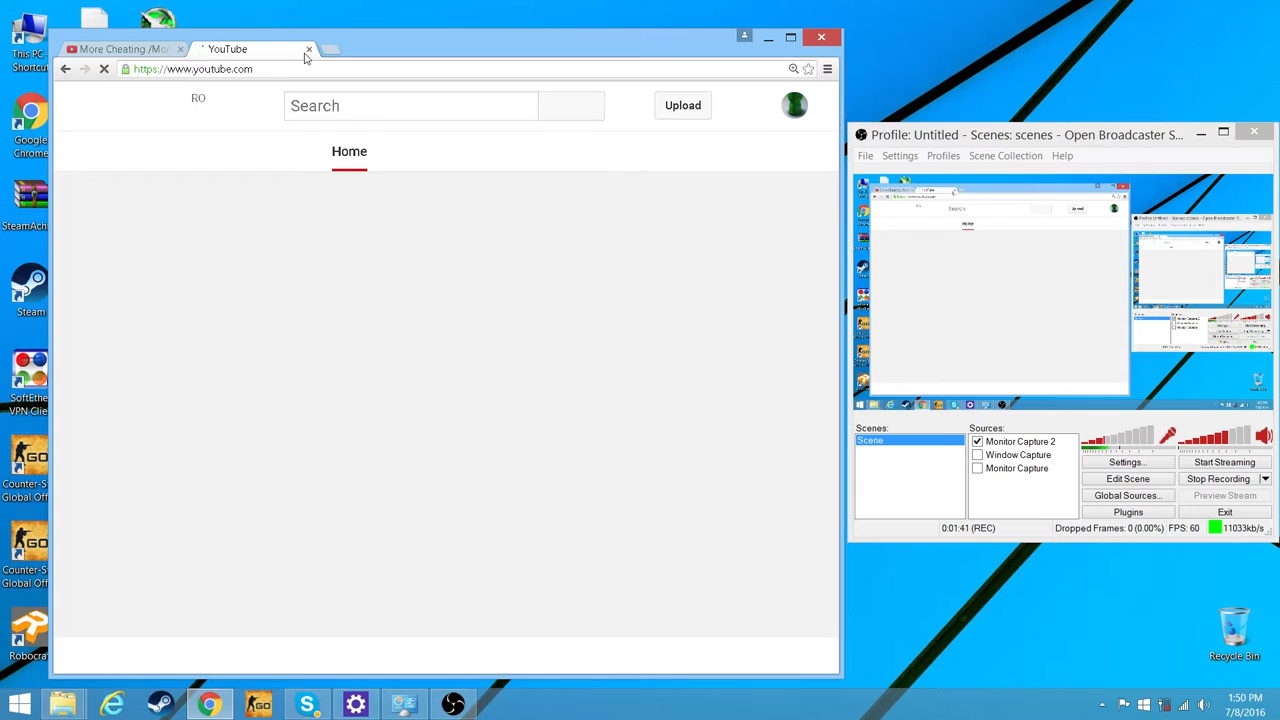 This PC
Shortcut
Google
Chrome
SteamAchi
Steam
SoftEther
VPN Clie
Counter-S
Global Off
Counter-S
Global Off
Robocra
More Cheating /Mor
YouTube
https://www.youtube.com
RO
Search
Upload
Home
Profile: Untitled - Scenes: scenes - Open Broadcaster S...
File Settings Profiles Scene Collection Help
Scenes:
Sources:
Scene
Monitor Capture 2
Window Capture
Monitor Capture
Settings...
Start Streaming
Edit Scene
Stop Recording
Global Sources...
Preview Stream
Plugins
Exit
0:01:41 (REC)
Dropped Frames: 0 (0.00%) FPS: 60
11033kb/s
Recycle Bin
1:50 PM
7/8/2016